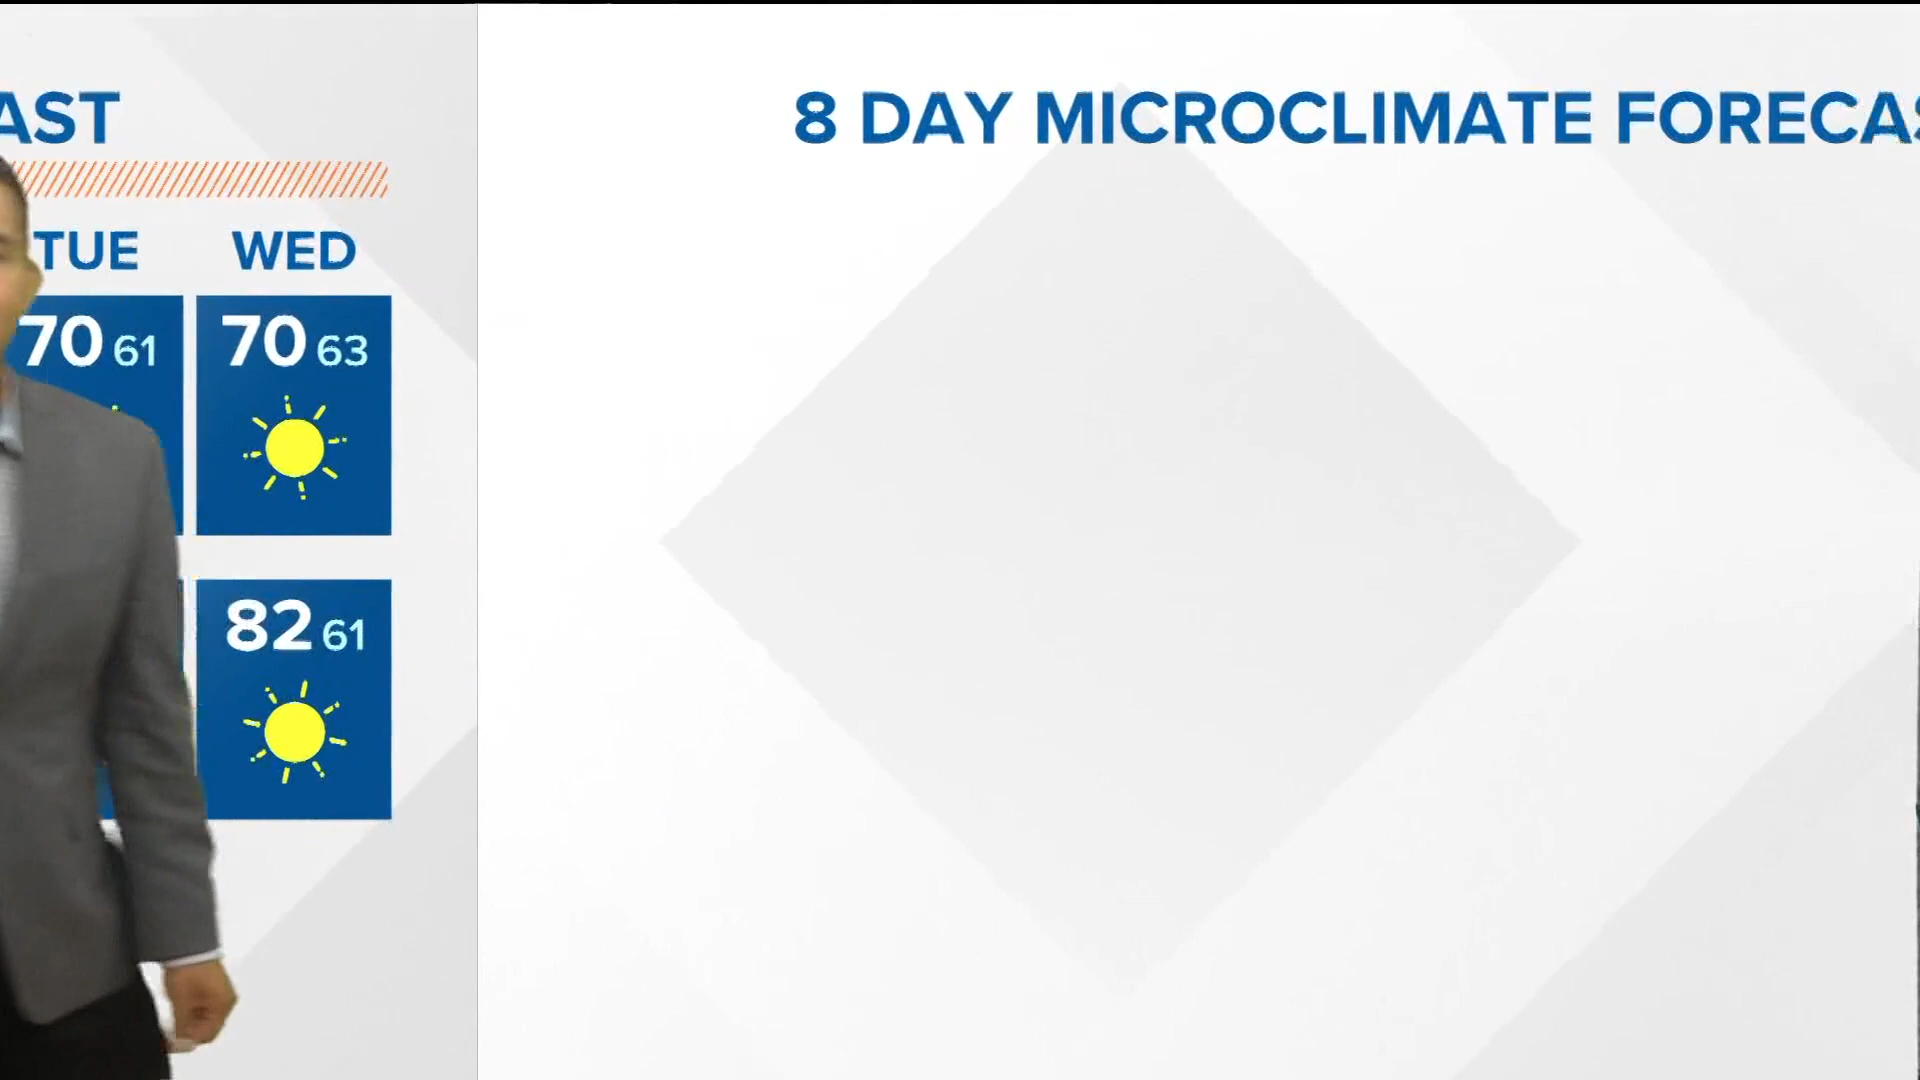 AST
8 DAY MICROCLIMATE FORECAS
TUE WED
70 61 70 63
82 61